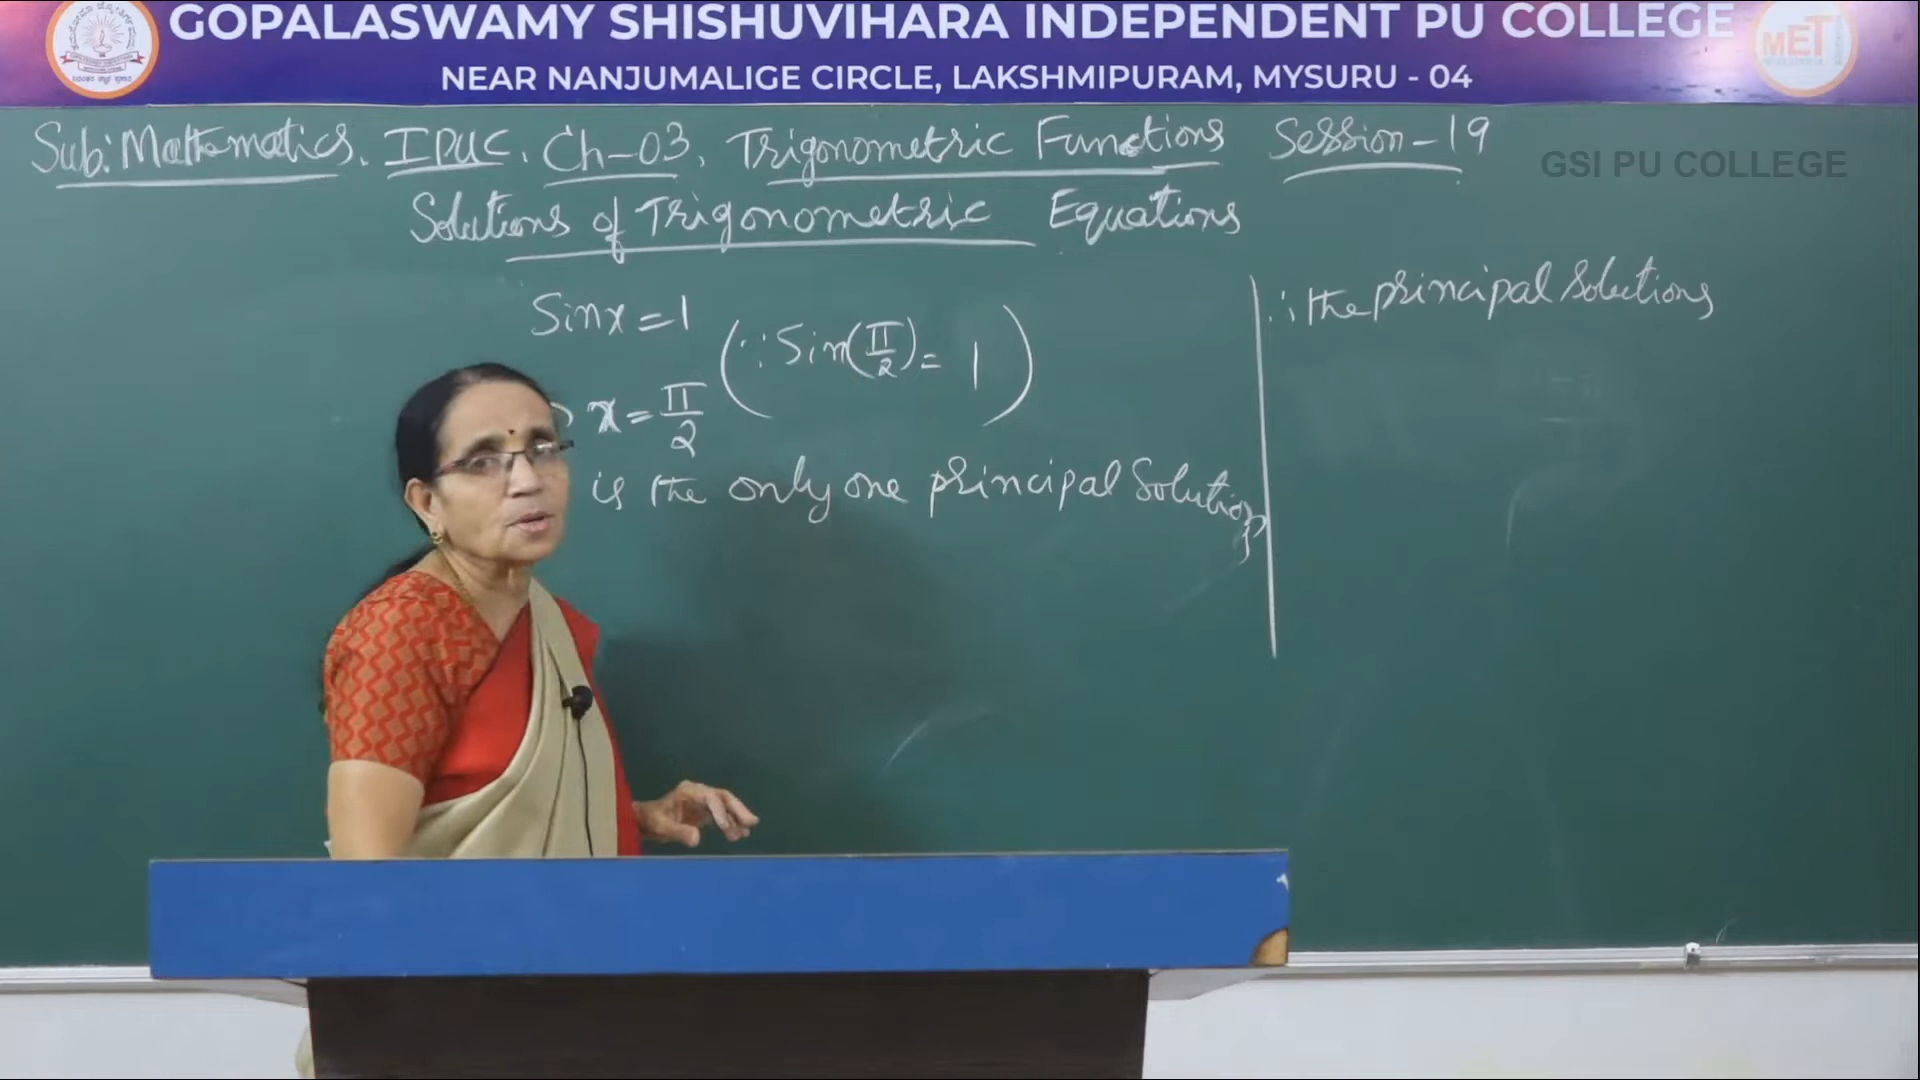 GOPALASWAMY SHISHUVIHARA INDEPENDENT PU COLLEGE
NEAR NANJUMALIGE CIRCLE, LAKSHMIPURAM, MYSURU - 04
MET
Sub: Mathematics. I PUC. Ch-03. Trigonometric Functions Session-19
GSI PU COLLEGE
Solutions of Trigonometric Equations
Sinx = 1
(∵ Sin(π/2) = 1)
x = π/2
is the only one principal Solution
∴ the principal Solutions